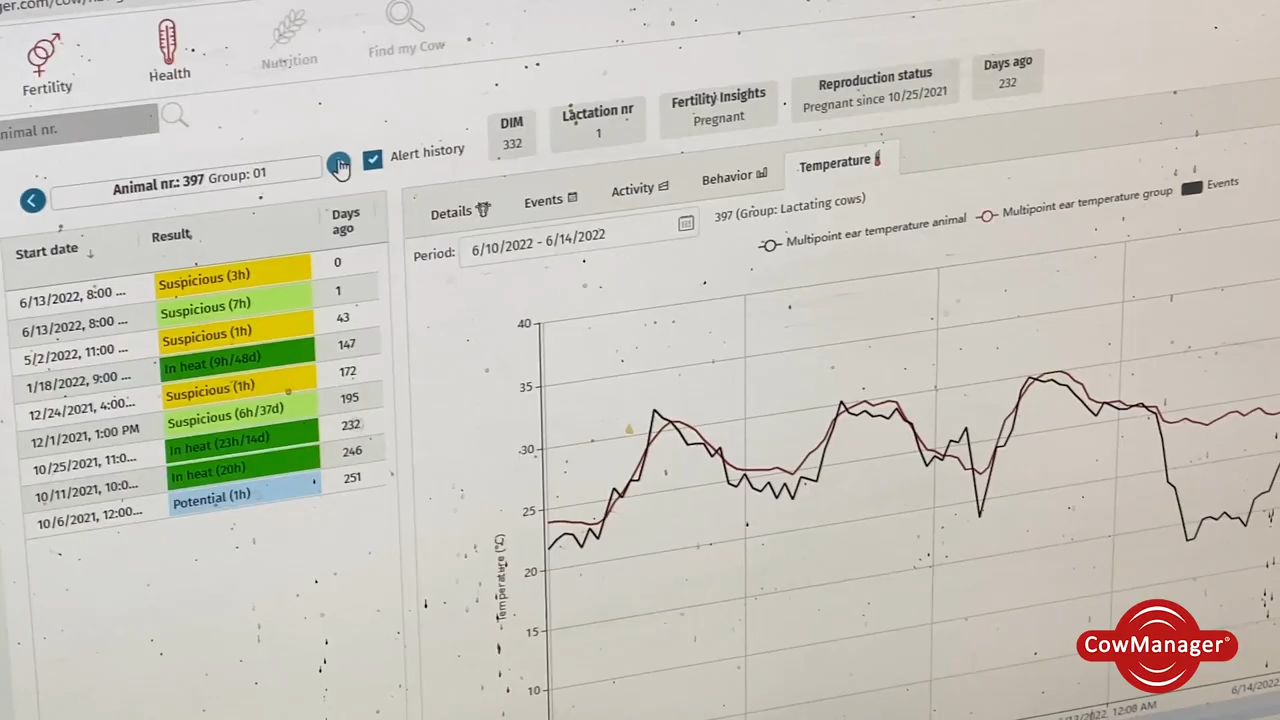 ger.com/cow/
Fertility
Health
Nutrition
Find my Cow
nimal nr.
Animal nr.: 397 Group: 01
Alert history
DIM
332
Lactation nr
1
Fertility Insights
Pregnant
Reproduction status
Pregnant since 10/25/2021
Days ago
232
Start date
Result
Days ago
6/13/2022, 8:00 ... Suspicious (3h) 0
6/13/2022, 8:00 ... Suspicious (7h) 1
5/2/2022, 11:00 ... Suspicious (1h) 43
1/18/2022, 9:00 ... In heat (9h/48d) 147
12/24/2021, 4:00... Suspicious (1h) 172
12/1/2021, 1:00 PM Suspicious (6h/37d) 195
10/25/2021, 11:0... In heat (23h/14d) 232
10/11/2021, 10:0... In heat (20h) 246
10/6/2021, 12:00... Potential (1h) 251
Details
Events
Activity
Behavior
Temperature
Period: 6/10/2022 - 6/14/2022
397 (Group: Lactating cows)
Multipoint ear temperature animal
Multipoint ear temperature group
Events
40
35
30
25
20
15
10
Temperature (°C)
2022, 12:08 AM
6/14/2022
CowManager®